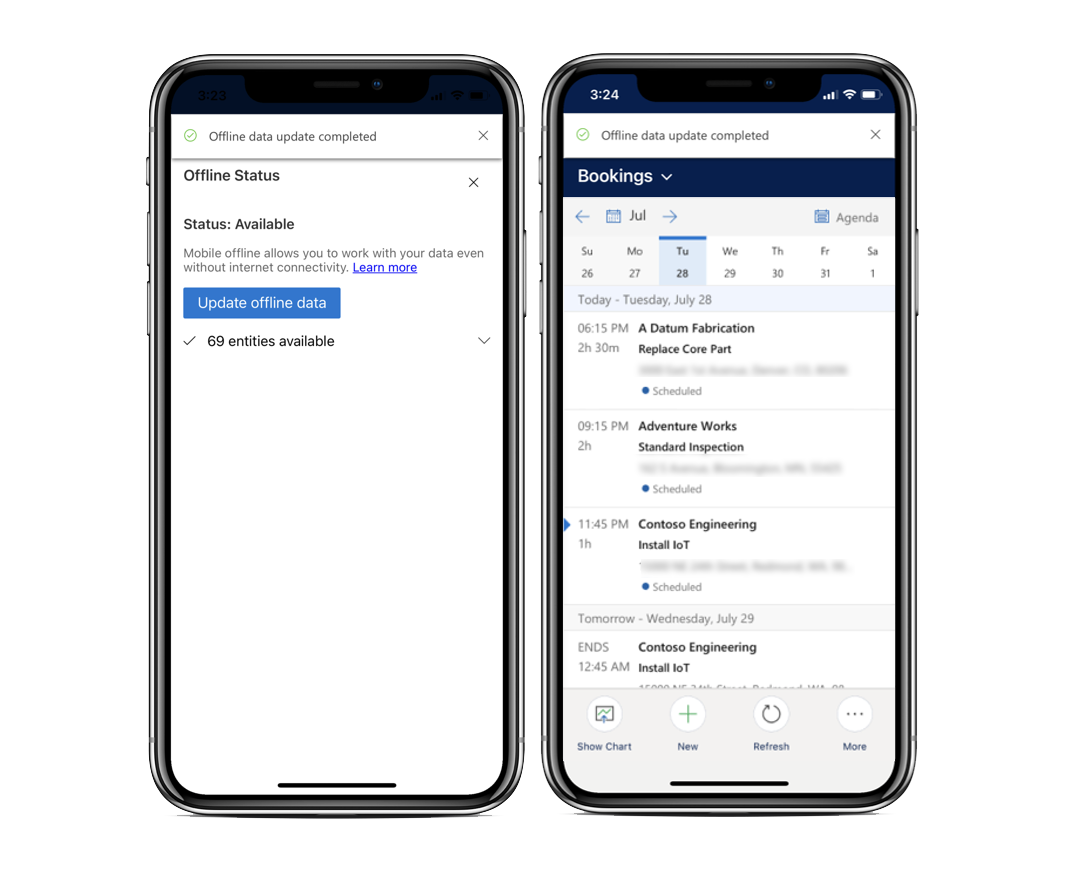 3:23
Offline data update completed
Offline Status
Status: Available
Mobile offline allows you to work with your data even
without internet connectivity. Learn more
Update offline data
69 entities available
3:24
Offline data update completed
Bookings
Jul
Agenda
Su Mo Tu We Th Fr Sa
26 27 28 29 30 31 1
Today - Tuesday, July 28
06:15 PM A Datum Fabrication
2h 30m Replace Core Part
Scheduled
09:15 PM Adventure Works
2h Standard Inspection
Scheduled
11:45 PM Contoso Engineering
1h Install IoT
Scheduled
Tomorrow - Wednesday, July 29
ENDS Contoso Engineering
12:45 AM Install IoT
Show Chart New Refresh More